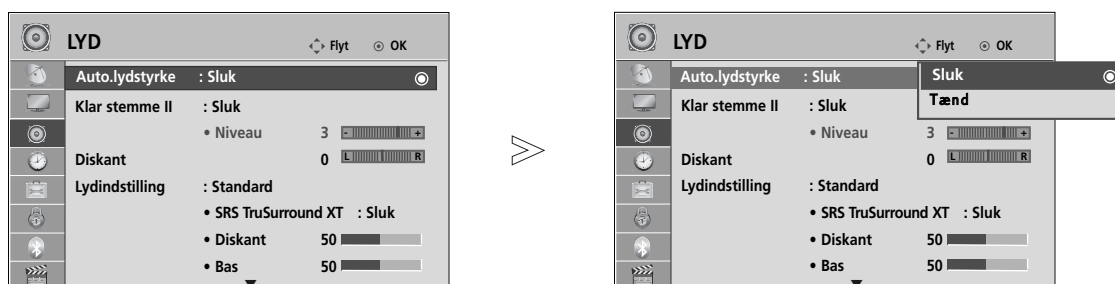 LYD Flyt OK
Auto.lydstyrke : Sluk
Klar stemme II : Sluk
• Niveau 3 - +
Diskant 0 L R
Lydindstilling : Standard
• SRS TruSurround XT : Sluk
• Diskant 50
• Bas 50
LYD Flyt OK
Auto.lydstyrke : Sluk
Sluk
Tænd
Klar stemme II : Sluk
• Niveau 3 - +
Diskant 0 L R
Lydindstilling : Standard
• SRS TruSurround XT : Sluk
• Diskant 50
• Bas 50